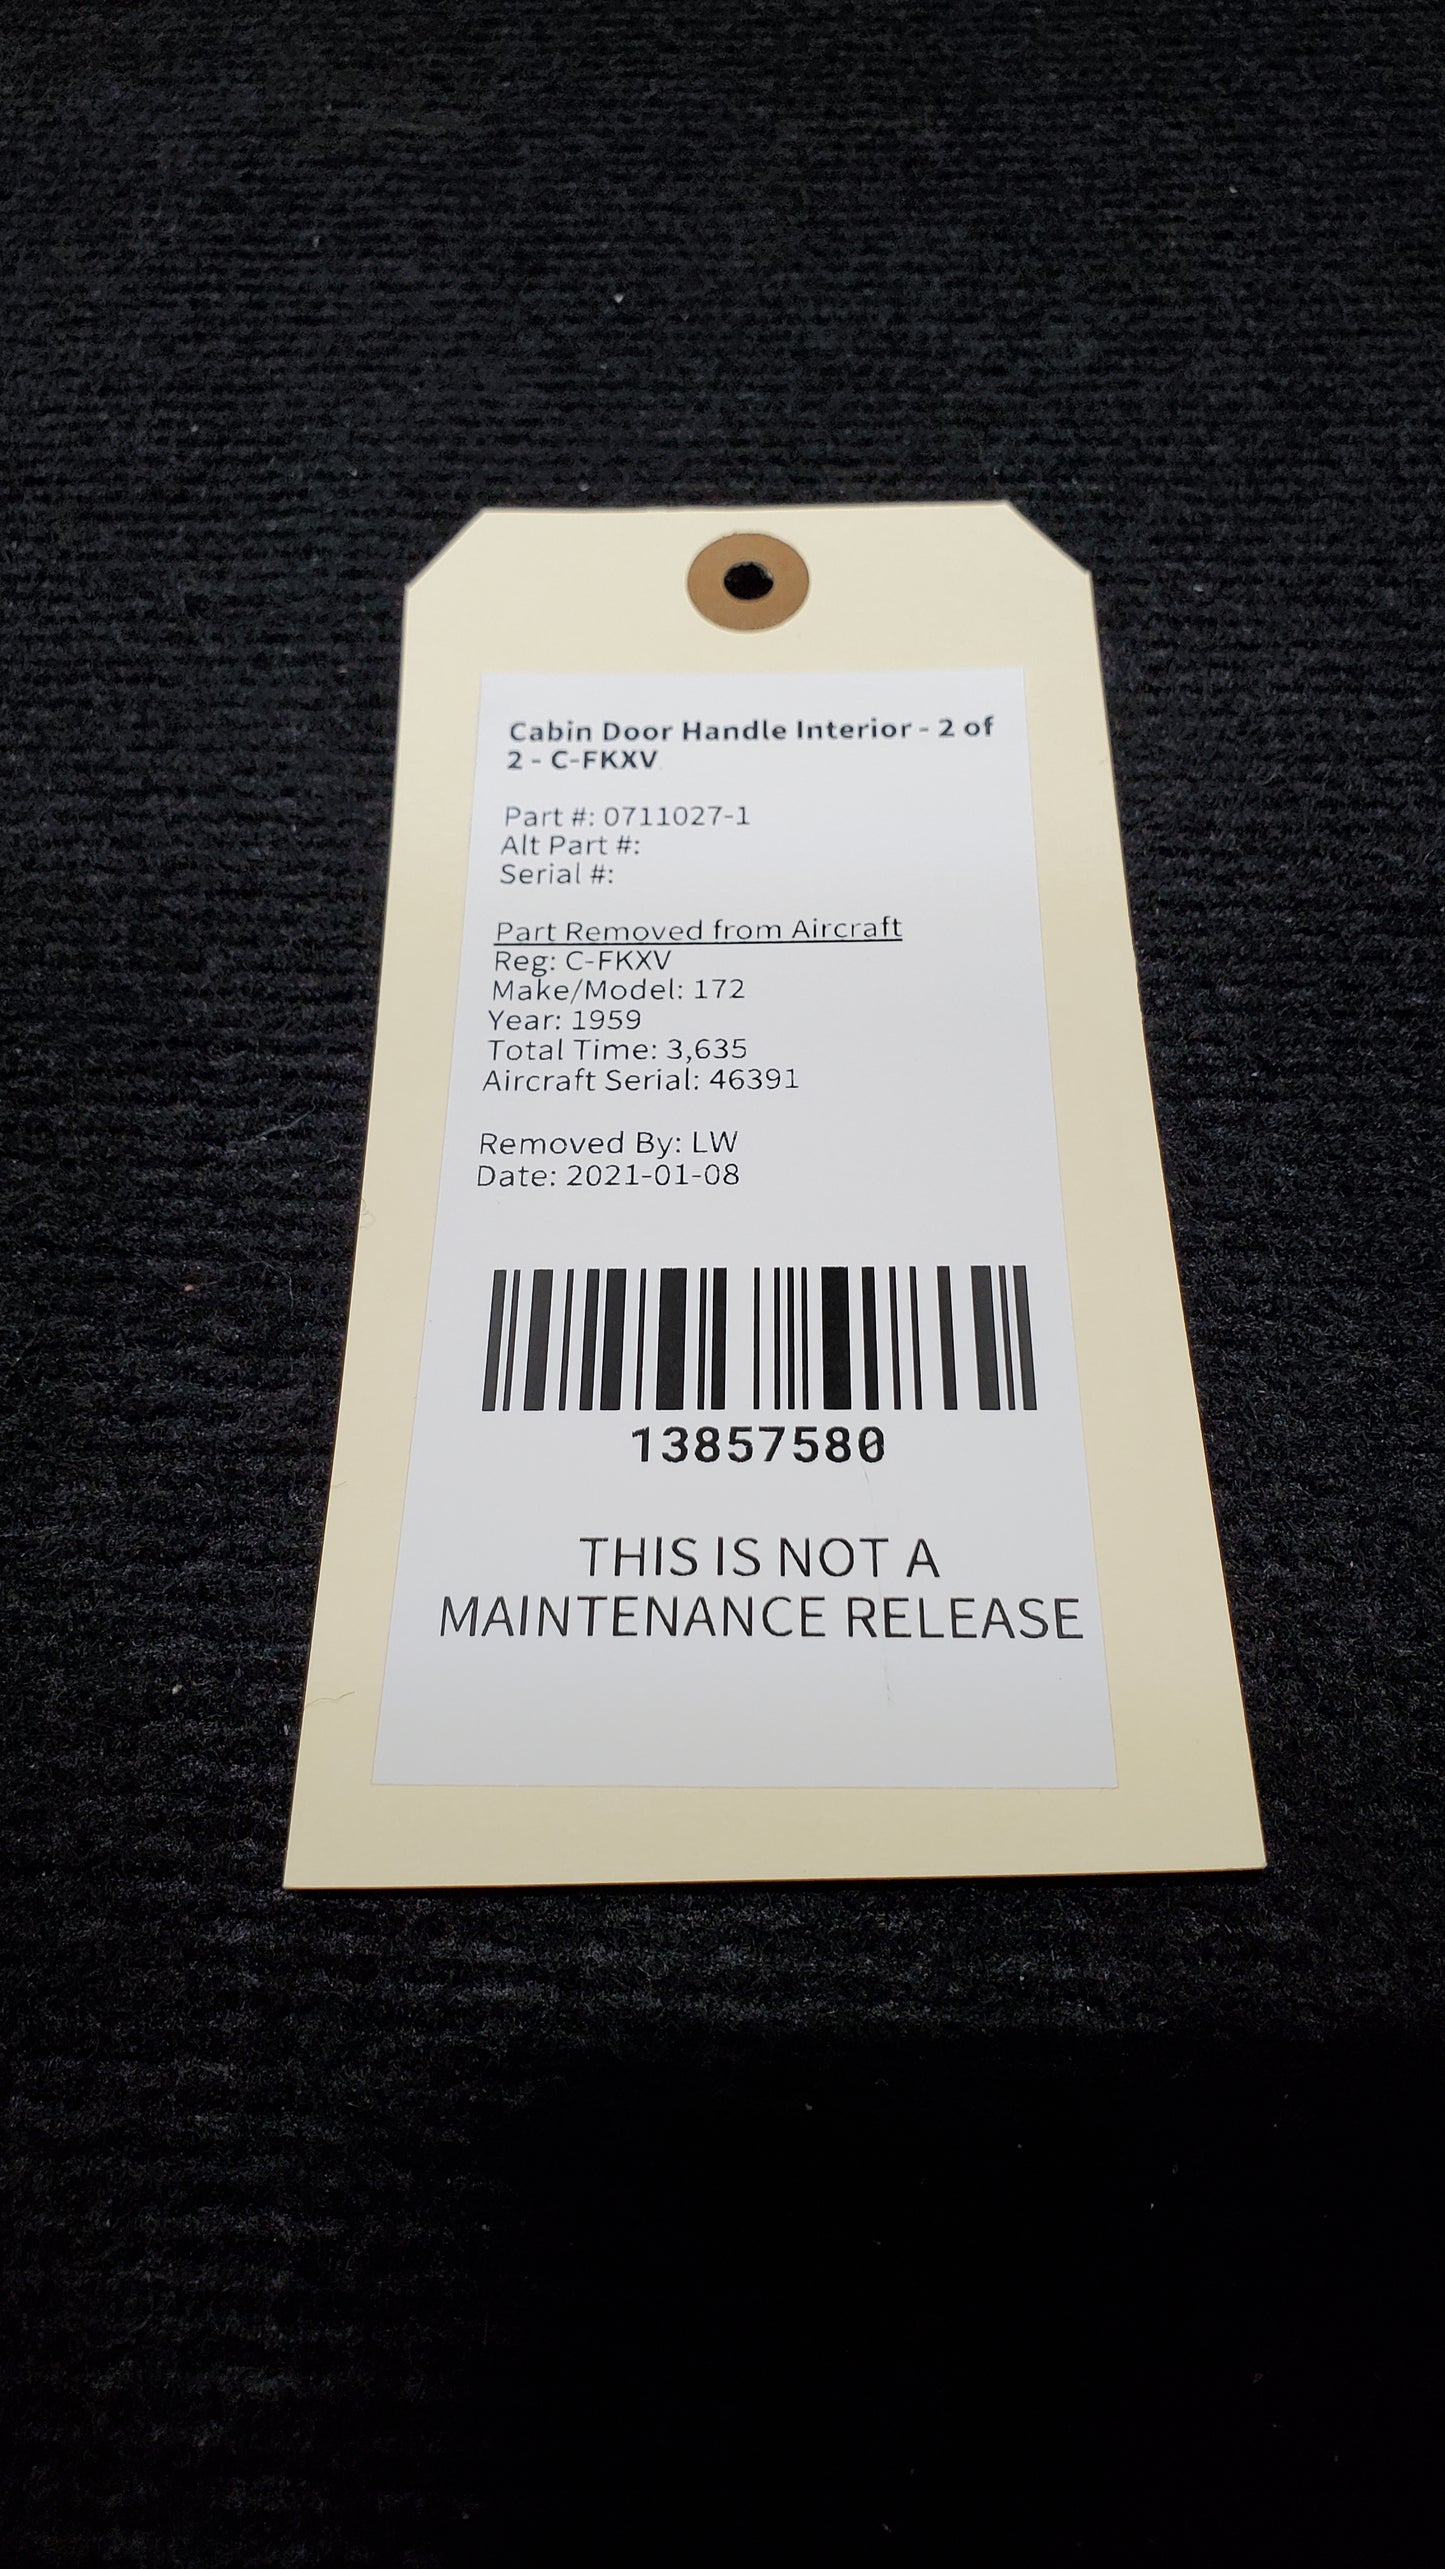 Cabin Door Handle Interior - 2 of
2 - C-FKXV
Part #: 0711027-1
Alt Part #:
Serial #:
Part Removed from Aircraft
Reg: C-FKXV
Make/Model: 172
Year: 1959
Total Time: 3,635
Aircraft Serial: 46391
Removed By: LW
Date: 2021-01-08
13857580
THIS IS NOT A
MAINTENANCE RELEASE